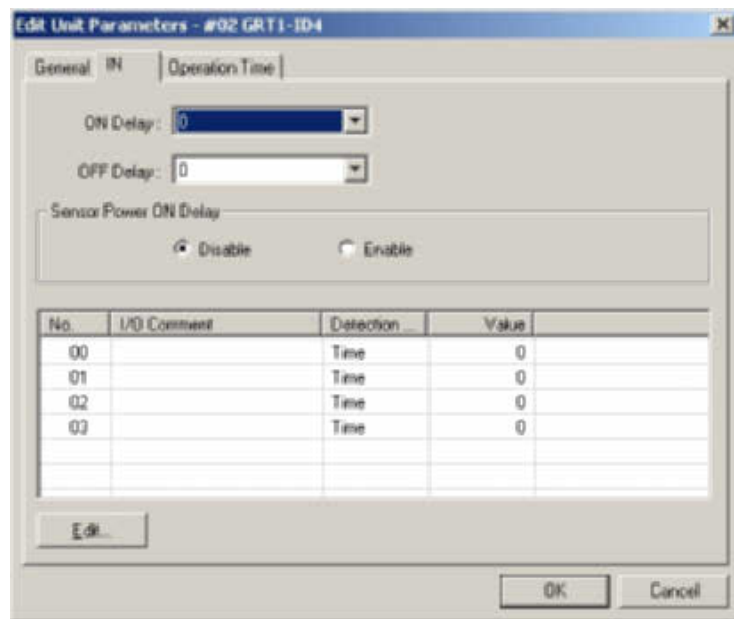 Edit Unit Parameters - #02 GRT1-ID4
General IN Operation Time
ON Delay: 0
OFF Delay: 0
Sensor Power ON Delay
Disable Enable
No. I/O Comment Detection ... Value
00 Time 0
01 Time 0
02 Time 0
03 Time 0
Edit...
OK Cancel